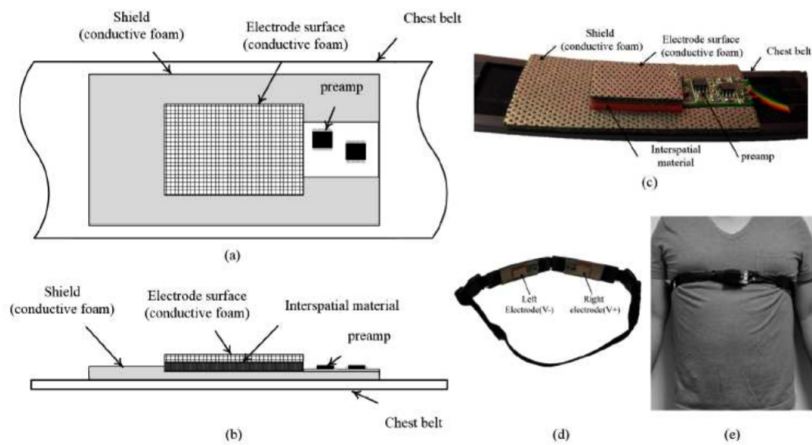 Shield
(conductive foam)
Electrode surface
(conductive foam)
Chest belt
preamp
(a)
Shield
(conductive foam)
Electrode surface
(conductive foam)
Interspatial material
preamp
Chest belt
(b)
Shield
(conductive foam)
Electrode surface
(conductive foam)
Chest belt
Interspatial
material
preamp
(c)
Left
Electrode(V-)
Right
electrode(V+)
(d)
(e)